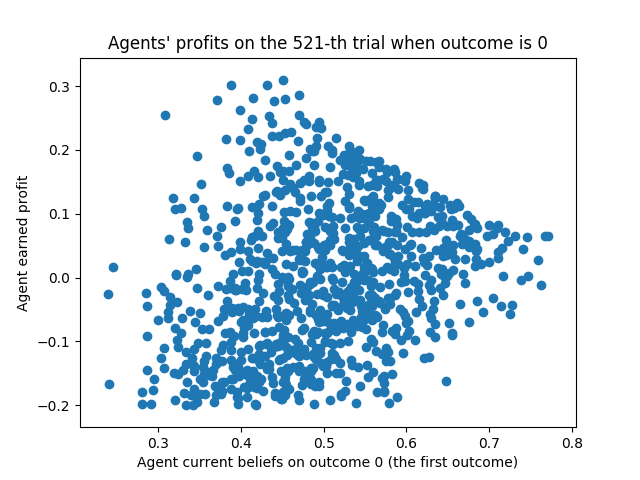 Agents' profits on the 521-th trial when outcome is 0
0.3
0.2
0.1
0.0
−0.1
−0.2
Agent earned profit
0.3 0.4 0.5 0.6 0.7 0.8
Agent current beliefs on outcome 0 (the first outcome)